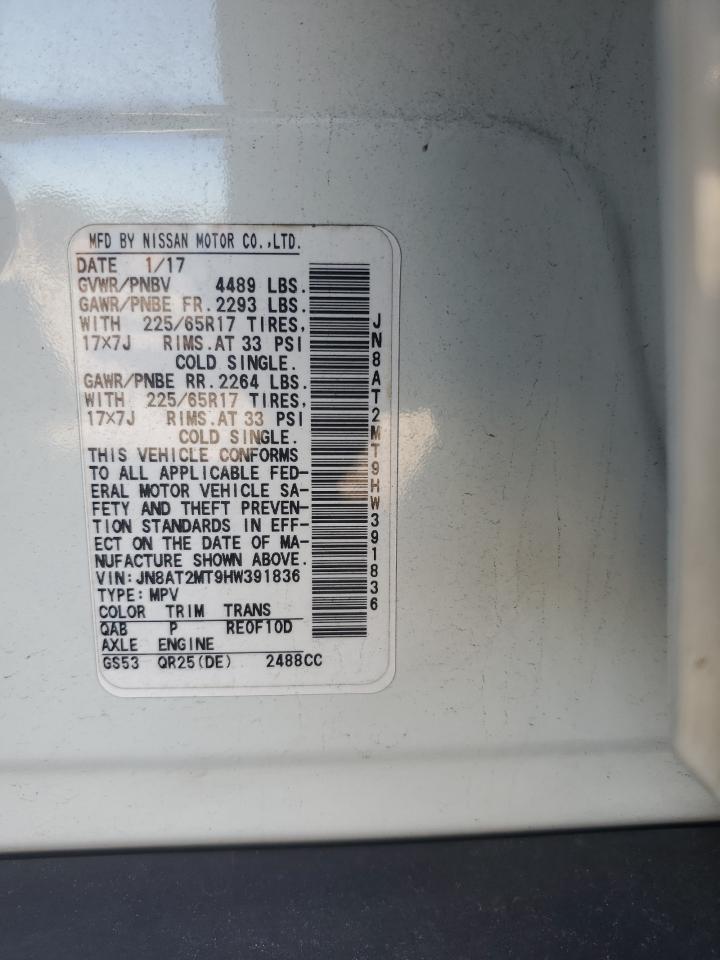 MFD BY NISSAN MOTOR CO.,LTD.
DATE 1/17
GVWR/PNBV 4489 LBS.
GAWR/PNBE FR. 2293 LBS.
WITH 225/65R17 TIRES,
17×7J RIMS.AT 33 PSI
COLD SINGLE.
GAWR/PNBE RR. 2264 LBS.
WITH 225/65R17 TIRES,
17×7J RIMS.AT 33 PSI
COLD SINGLE.
THIS VEHICLE CONFORMS
TO ALL APPLICABLE FED-
ERAL MOTOR VEHICLE SA-
FETY AND THEFT PREVEN-
TION STANDARDS IN EFF-
ECT ON THE DATE OF MA-
NUFACTURE SHOWN ABOVE.
VIN:JN8AT2MT9HW391836
TYPE:MPV
COLOR TRIM TRANS
QAB P RE0F10D
AXLE ENGINE
GS53 QR25(DE) 2488CC
JN8AT2MT9HW391836